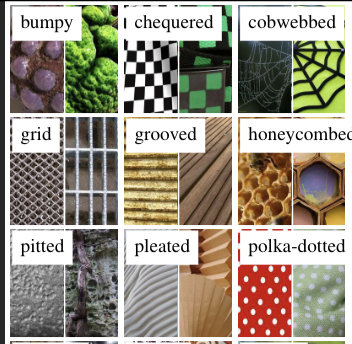 bumpy
chequered
cobwebbed
grid
grooved
honeycombed
pitted
pleated
polka-dotted